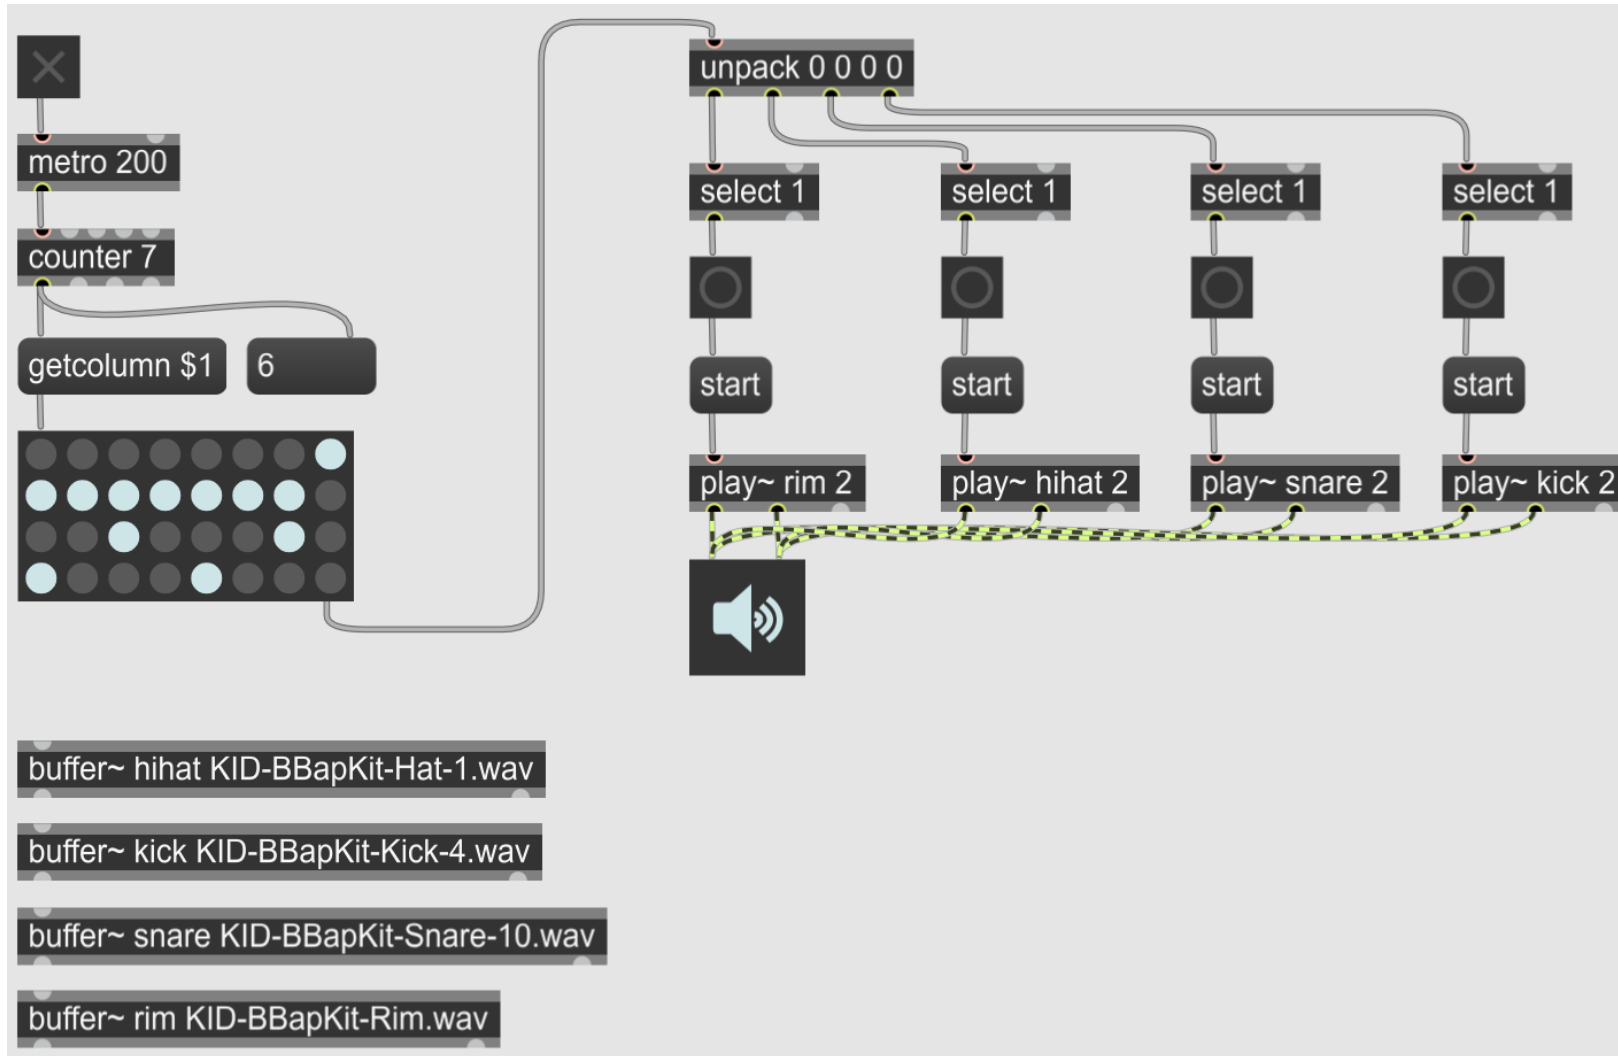 unpack 0 0 0 0
metro 200
select 1
select 1
select 1
select 1
counter 7
getcolumn $1
6
start
start
start
start
play~ rim 2
play~ hihat 2
play~ snare 2
play~ kick 2
buffer~ hihat KID-BBapKit-Hat-1.wav
buffer~ kick KID-BBapKit-Kick-4.wav
buffer~ snare KID-BBapKit-Snare-10.wav
buffer~ rim KID-BBapKit-Rim.wav